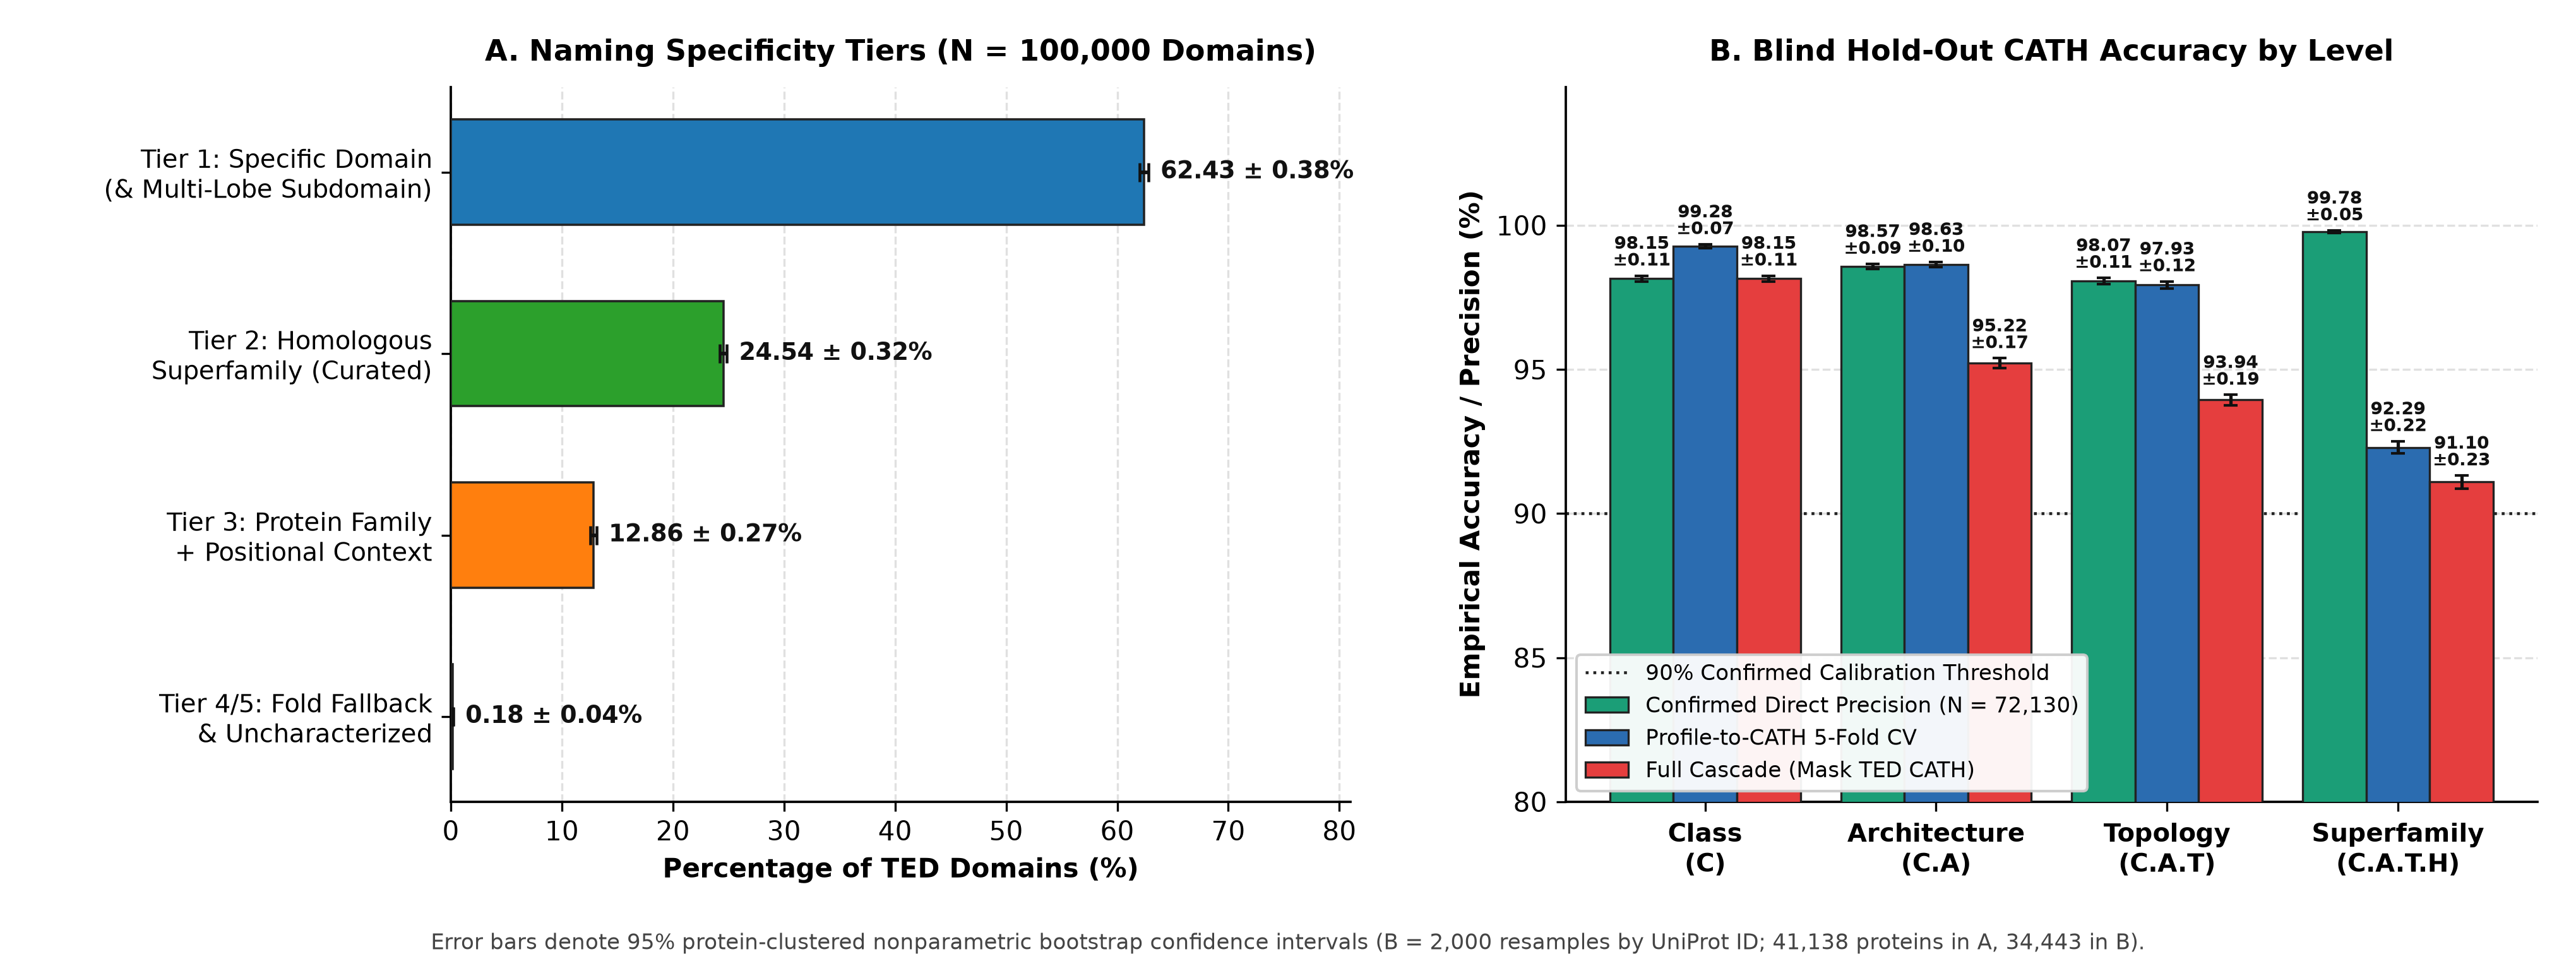 A. Naming Specificity Tiers (N = 100,000 Domains)
Tier 1: Specific Domain
(& Multi-Lobe Subdomain)
62.43 ± 0.38%
Tier 2: Homologous
Superfamily (Curated)
24.54 ± 0.32%
Tier 3: Protein Family
+ Positional Context
12.86 ± 0.27%
Tier 4/5: Fold Fallback
& Uncharacterized
0.18 ± 0.04%
0 10 20 30 40 50 60 70 80
Percentage of TED Domains (%)
B. Blind Hold-Out CATH Accuracy by Level
Empirical Accuracy / Precision (%)
100
95
90
85
80
98.15
±0.11
99.28
±0.07
98.15
±0.11
98.57
±0.09
98.63
±0.10
95.22
±0.17
98.07
±0.11
97.93
±0.12
93.94
±0.19
99.78
±0.05
92.29
±0.22
91.10
±0.23
90% Confirmed Calibration Threshold
Confirmed Direct Precision (N = 72,130)
Profile-to-CATH 5-Fold CV
Full Cascade (Mask TED CATH)
Class
(C)
Architecture
(C.A)
Topology
(C.A.T)
Superfamily
(C.A.T.H)
Error bars denote 95% protein-clustered nonparametric bootstrap confidence intervals (B = 2,000 resamples by UniProt ID; 41,138 proteins in A, 34,443 in B).